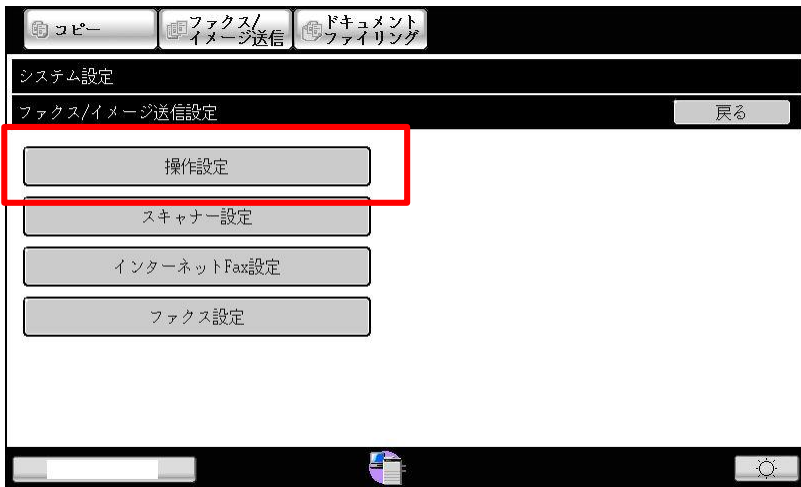 コピー
ファクス/
イメージ送信
ドキュメント
ファイリング
システム設定
ファクス/イメージ送信設定
戻る
操作設定
スキャナー設定
インターネットFax設定
ファクス設定